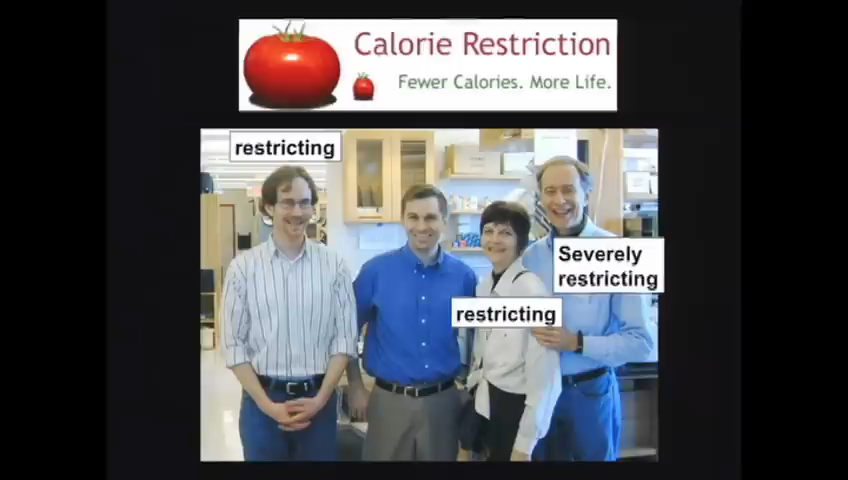 Calorie Restriction
Fewer Calories. More Life.
restricting
Severely
restricting
restricting